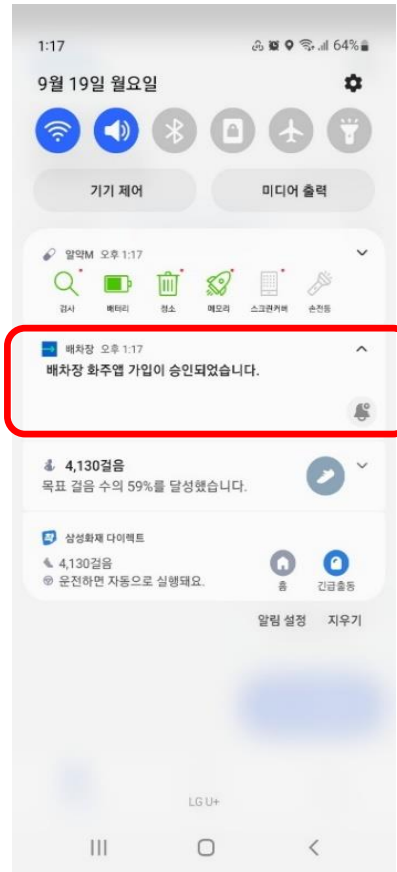 1:17
64%
9월 19일 월요일
기기 제어
미디어 출력
알약M 오후 1:17
검사
배터리
청소
메모리
스크린커버
손전등
배차장 오후 1:17
배차장 화주앱 가입이 승인되었습니다.
4,130걸음
목표 걸음 수의 59%를 달성했습니다.
삼성화재 다이렉트
4,130걸음
운전하면 자동으로 실행돼요.
홈
긴급출동
알림 설정
지우기
LG U+